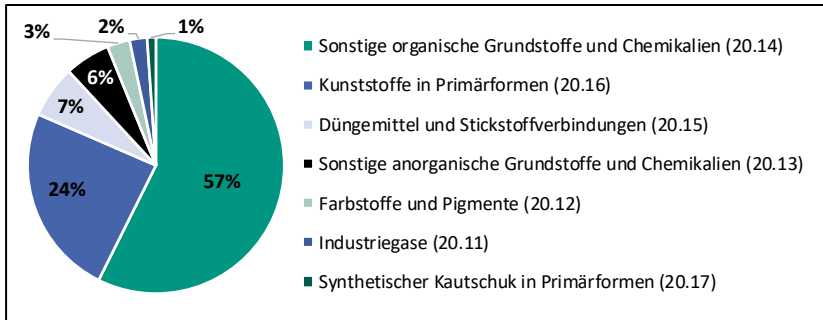 3%
2%
1%
6%
7%
24%
57%
Sonstige organische Grundstoffe und Chemikalien (20.14)
Kunststoffe in Primärformen (20.16)
Düngemittel und Stickstoffverbindungen (20.15)
Sonstige anorganische Grundstoffe und Chemikalien (20.13)
Farbstoffe und Pigmente (20.12)
Industriegase (20.11)
Synthetischer Kautschuk in Primärformen (20.17)